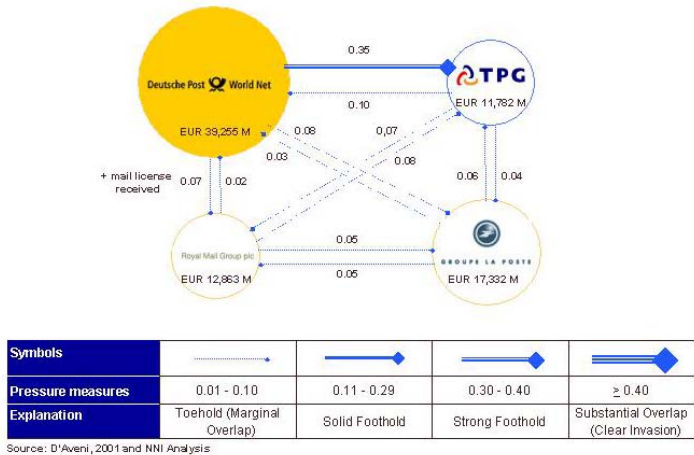 0.35
Deutsche Post World Net
TPG
0.10
EUR 11,782 M
EUR 39,255 M
0.08
0,07
0.03
0.08
+ mail license
received
0.07
0.02
0.06
0.04
0.05
Royal Mail Group plc
GROUPE LA POSTE
EUR 12,863 M
0.05
EUR 17,332 M
Symbols
Pressure measures 0.01 - 0.10 0.11 - 0.29 0.30 - 0.40 ≥ 0.40
Explanation Toehold (Marginal Overlap) Solid Foothold Strong Foothold Substantial Overlap (Clear Invasion)
Source: D'Aveni, 2001 and NNI Analysis